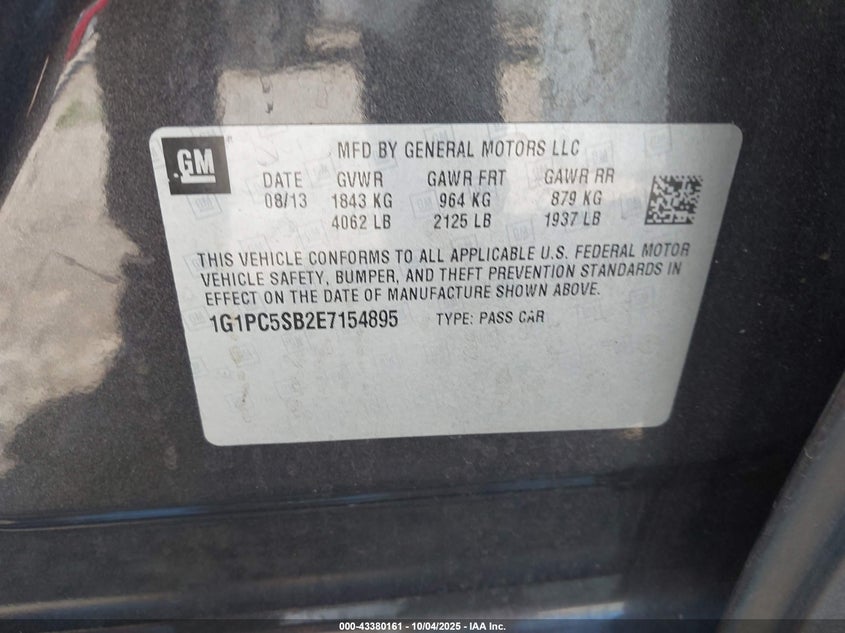 GM
MFD BY GENERAL MOTORS LLC
DATE GVWR GAWR FRT GAWR RR
08/13 1843 KG 964 KG 879 KG
4062 LB 2125 LB 1937 LB
THIS VEHICLE CONFORMS TO ALL APPLICABLE U.S. FEDERAL MOTOR
VEHICLE SAFETY, BUMPER, AND THEFT PREVENTION STANDARDS IN
EFFECT ON THE DATE OF MANUFACTURE SHOWN ABOVE.
1G1PC5SB2E7154895 TYPE: PASS CAR
000-43380161 - 10/04/2025 - IAA Inc.